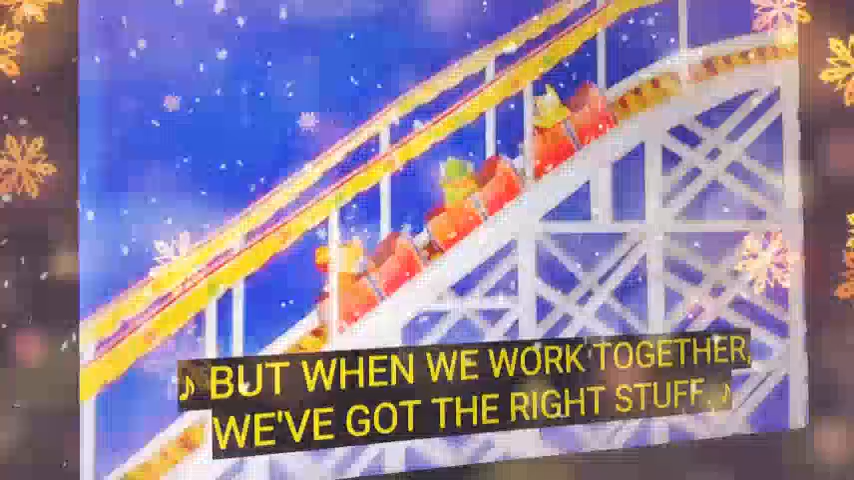 ♪ BUT WHEN WE WORK TOGETHER,
WE'VE GOT THE RIGHT STUFF. ♪